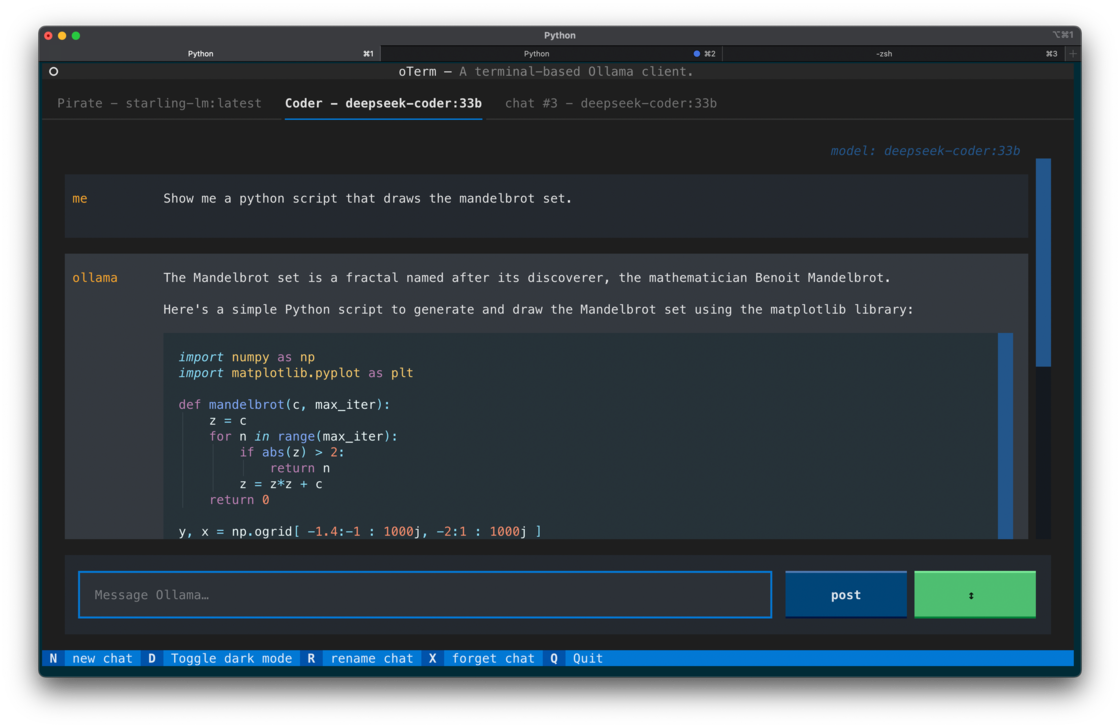 Python
⌥⌘1
Python ⌘1 Python ⌘2 -zsh ⌘3 +
oTerm — A terminal-based Ollama client.
Pirate - starling-lm:latest Coder - deepseek-coder:33b chat #3 - deepseek-coder:33b
model: deepseek-coder:33b
me Show me a python script that draws the mandelbrot set.
ollama The Mandelbrot set is a fractal named after its discoverer, the mathematician Benoit Mandelbrot.
Here's a simple Python script to generate and draw the Mandelbrot set using the matplotlib library:
import numpy as np
import matplotlib.pyplot as plt
def mandelbrot(c, max_iter):
    z = c
    for n in range(max_iter):
        if abs(z) > 2:
            return n
        z = z*z + c
    return 0
y, x = np.ogrid[ -1.4:-1 : 1000j, -2:1 : 1000j ]
Message Ollama…
post ↕
N new chat D Toggle dark mode R rename chat X forget chat Q Quit